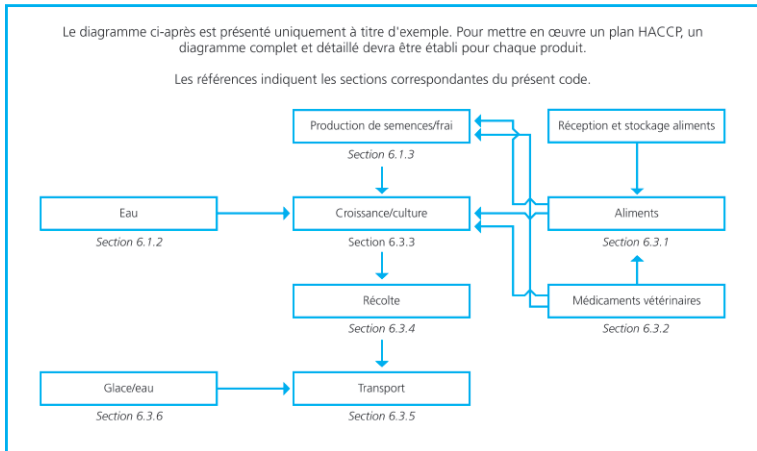 Le diagramme ci-après est présenté uniquement à titre d'exemple. Pour mettre en œuvre un plan HACCP, un
diagramme complet et détaillé devra être établi pour chaque produit.
Les références indiquent les sections correspondantes du présent code.
Production de semences/frai
Section 6.1.3
Réception et stockage aliments
Eau
Section 6.1.2
Croissance/culture
Section 6.3.3
Aliments
Section 6.3.1
Récolte
Section 6.3.4
Médicaments vétérinaires
Section 6.3.2
Glace/eau
Section 6.3.6
Transport
Section 6.3.5